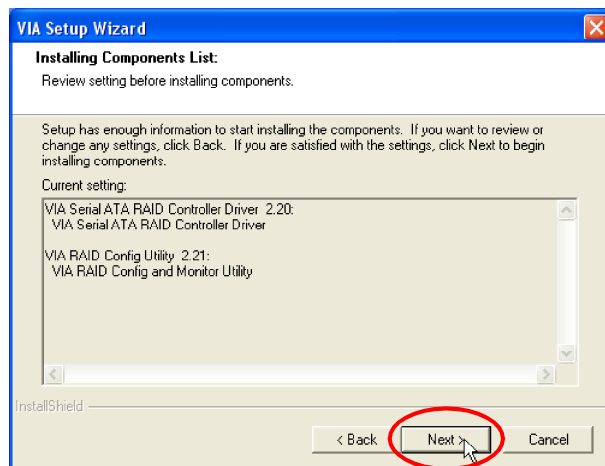 VIA Setup Wizard
Installing Components List:
Review setting before installing components.
Setup has enough information to start installing the components. If you want to review or
change any settings, click Back. If you are satisfied with the settings, click Next to begin
installing components.
Current setting:
VIA Serial ATA RAID Controller Driver 2.20:
VIA Serial ATA RAID Controller Driver
VIA RAID Config Utility 2.21:
VIA RAID Config and Monitor Utility
InstallShield
< Back Next > Cancel